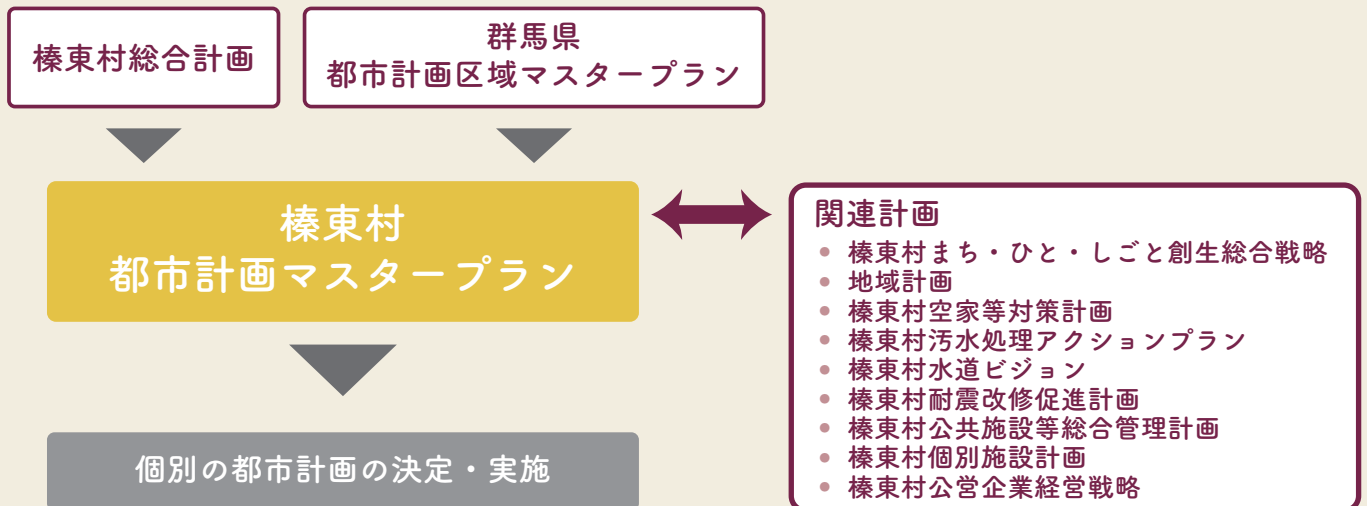 榛東村総合計画
群馬県
都市計画区域マスタープラン
榛東村
都市計画マスタープラン
個別の都市計画の決定・実施
関連計画
• 榛東村まち・ひと・しごと創生総合戦略
• 地域計画
• 榛東村空家等対策計画
• 榛東村汚水処理アクションプラン
• 榛東村水道ビジョン
• 榛東村耐震改修促進計画
• 榛東村公共施設等総合管理計画
• 榛東村個別施設計画
• 榛東村公営企業経営戦略